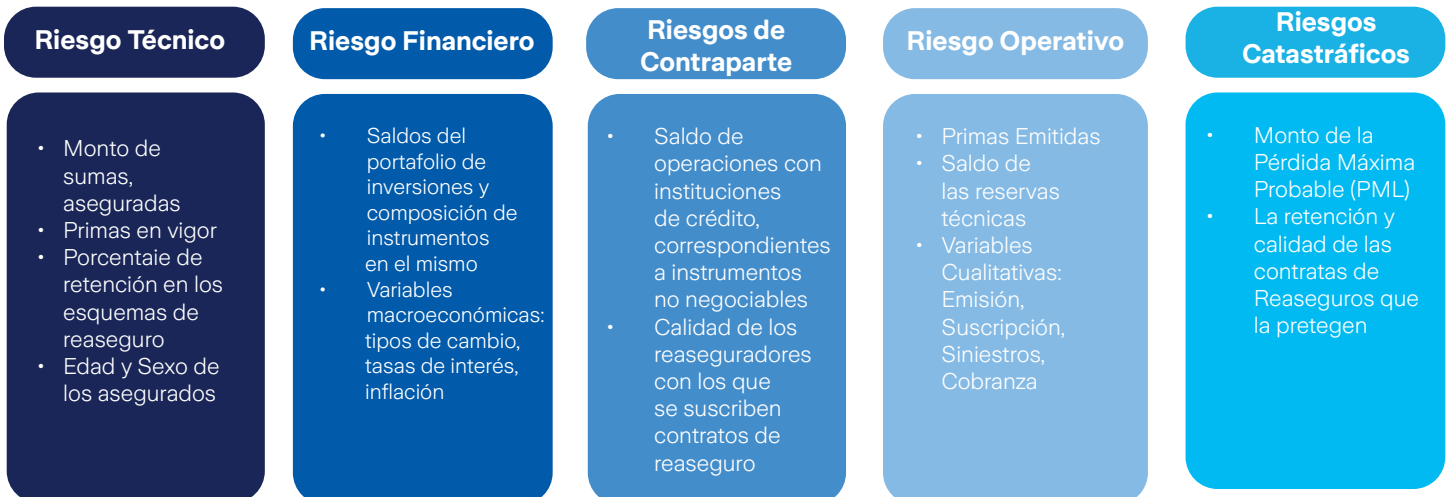 Riesgo Técnico
• Monto de
sumas,
aseguradas
• Primas en vigor
• Porcentaie de
retención en los
esquemas de
reaseguro
• Edad y Sexo de
los asegurados
Riesgo Financiero
• Saldos del
portafolio de
inversiones y
composición de
instrumentos
en el mismo
• Variables
macroeconómicas:
tipos de cambio,
tasas de interés,
inflación
Riesgos de
Contraparte
• Saldo de
operaciones con
instituciones
de crédito,
correspondientes
a instrumentos
no negociables
• Calidad de los
reaseguradores
con los que
se suscriben
contratos de
reaseguro
Riesgo Operativo
• Primas Emitidas
• Saldo de
las reservas
técnicas
• Variables
Cualitativas:
Emisión,
Suscripción,
Siniestros,
Cobranza
Riesgos
Catastráficos
• Monto de la
Pérdida Máxima
Probable (PML)
• La retención y
calidad de las
contratas de
Reaseguros que
la pretegen